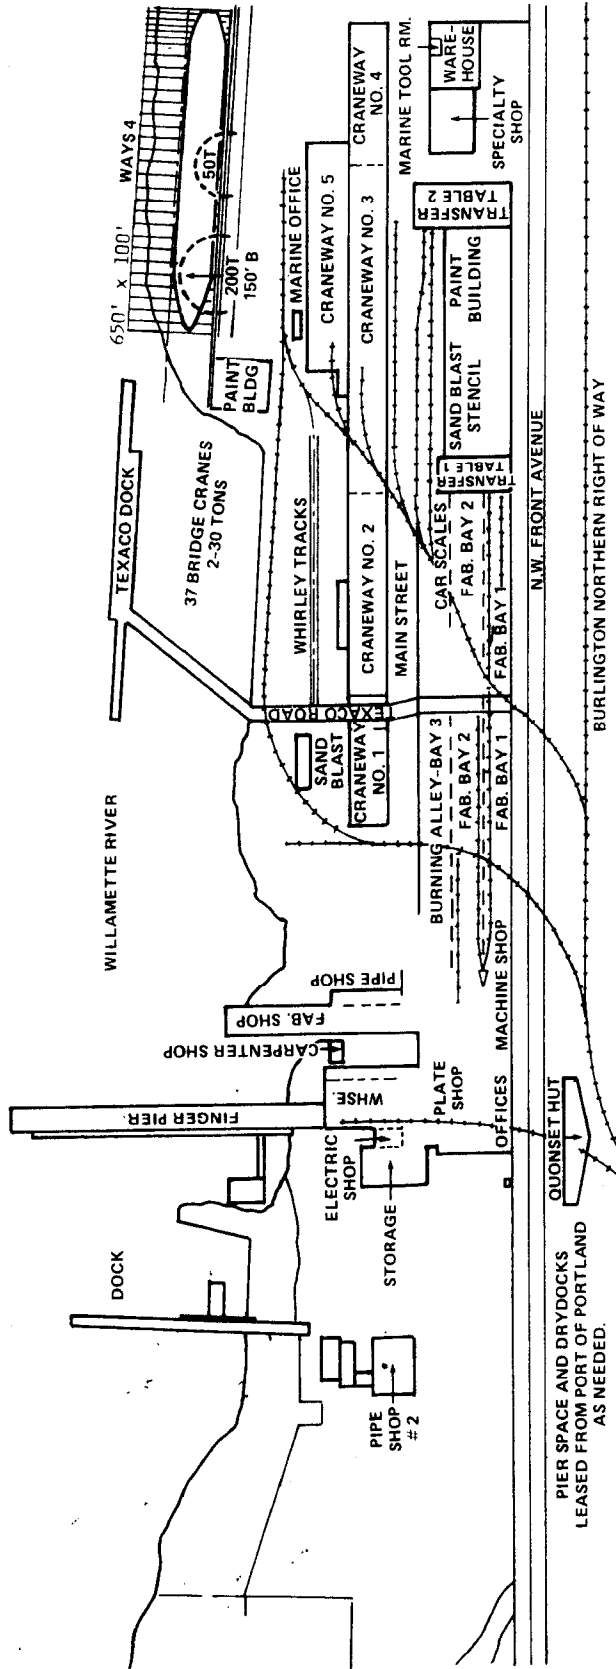 WILLAMETTE RIVER
DOCK
FINGER PIER
TEXACO DOCK
650' x 100'
WAYS 4
50T
200T
150' B
37 BRIDGE CRANES
2-30 TONS
PAINT
BLDG
FAB. SHOP
PIPE SHOP
CARPENTER SHOP
WHSE.
ELECTRIC
SHOP
STORAGE
PLATE
SHOP
PIPE
SHOP
#2
SAND
BLAST
TEXACO ROAD
WHIRLEY TRACKS
MARINE OFFICE
CRANEWAY
NO. 1
CRANEWAY NO. 2
CRANEWAY NO. 3
CRANEWAY
NO. 4
CRANEWAY NO. 5
MAIN STREET
MARINE TOOL RM.
WARE-
HOUSE
SPECIALTY
SHOP
BURNING ALLEY-BAY 3
FAB. BAY 2
FAB. BAY 1
CAR SCALES
FAB. BAY 2
FAB. BAY 1
TRANSFER
TABLE 1
SAND BLAST
STENCIL
PAINT
BUILDING
TRANSFER
TABLE 2
OFFICES
MACHINE SHOP
N.W. FRONT AVENUE
QUONSET HUT
PIER SPACE AND DRYDOCKS
LEASED FROM PORT OF PORTLAND
AS NEEDED.
BURLINGTON NORTHERN RIGHT OF WAY